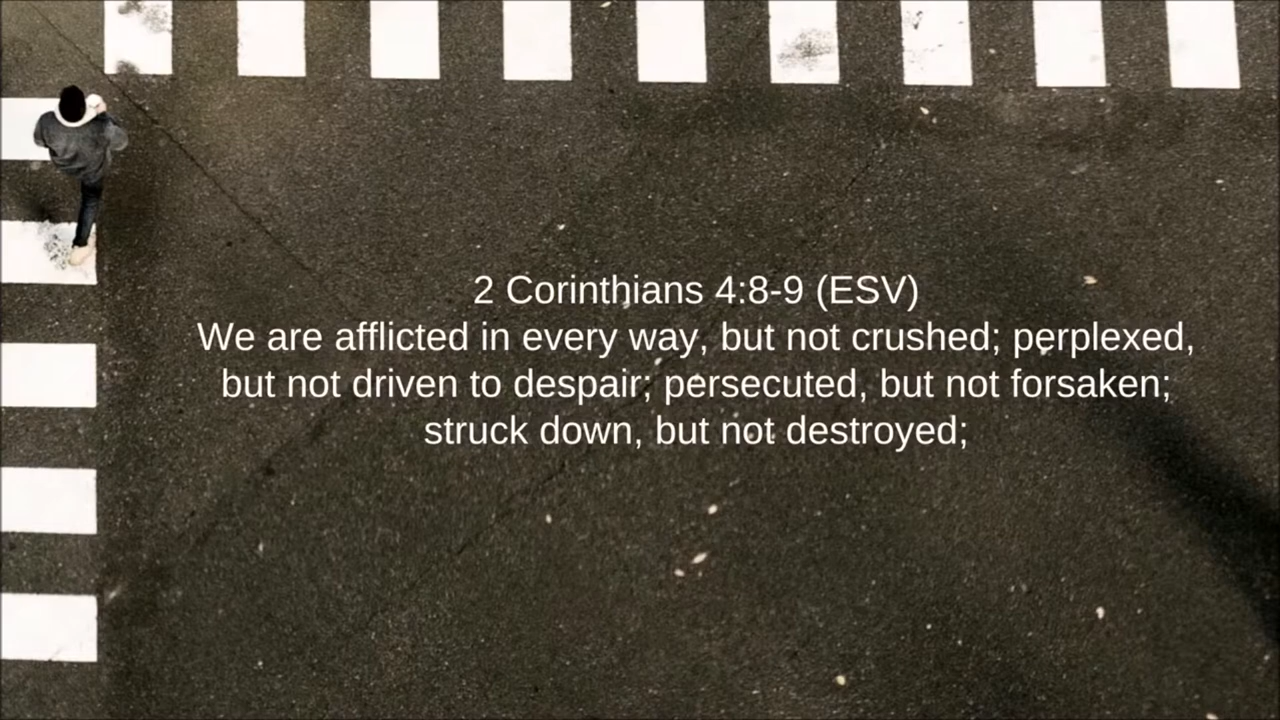 2 Corinthians 4:8-9 (ESV)
We are afflicted in every way, but not crushed; perplexed,
but not driven to despair; persecuted, but not forsaken;
struck down, but not destroyed;